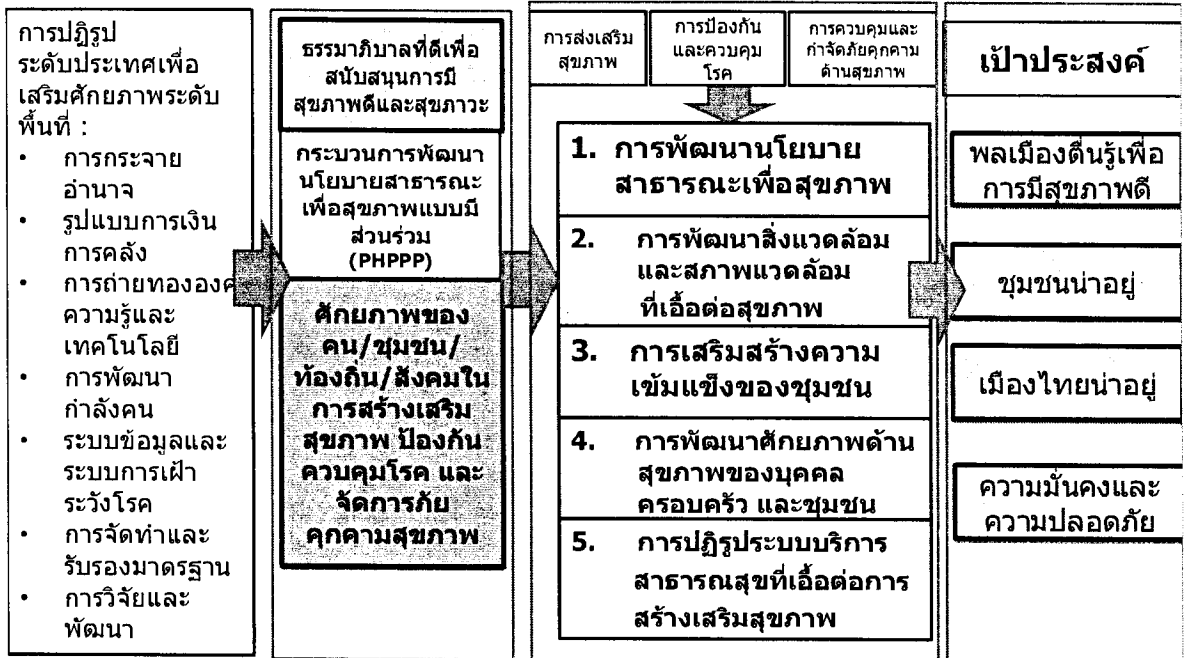 การปฏิรูป
ระดับประเทศเพื่อ
เสริมศักยภาพระดับ
พื้นที่ :
• การกระจาย
อำนาจ
• รูปแบบการเงิน
การคลัง
• การถ่ายทอดองค์
ความรู้และ
เทคโนโลยี
• การพัฒนา
กำลังคน
• ระบบข้อมูลและ
ระบบการเฝ้า
ระวังโรค
• การจัดทำและ
รับรองมาตรฐาน
• การวิจัยและ
พัฒนา
ธรรมาภิบาลที่ดีเพื่อ
สนับสนุนการมี
สุขภาพดีและสุขภาวะ
กระบวนการพัฒนา
นโยบายสาธารณะ
เพื่อสุขภาพแบบมี
ส่วนร่วม
(PHPPP)
ศักยภาพของ
คน/ชุมชน/
ท้องถิ่น/สังคมใน
การสร้างเสริม
สุขภาพ ป้องกัน
ควบคุมโรค และ
จัดการภัย
คุกคามสุขภาพ
การส่งเสริม
สุขภาพ
การป้องกัน
และควบคุม
โรค
การควบคุมและ
กำจัดภัยคุกคาม
ด้านสุขภาพ
1. การพัฒนานโยบาย
สาธารณะเพื่อสุขภาพ
2. การพัฒนาสิ่งแวดล้อม
และสภาพแวดล้อม
ที่เอื้อต่อสุขภาพ
3. การเสริมสร้างความ
เข้มแข็งของชุมชน
4. การพัฒนาศักยภาพด้าน
สุขภาพของบุคคล
ครอบครัว และชุมชน
5. การปฏิรูประบบบริการ
สาธารณสุขที่เอื้อต่อการ
สร้างเสริมสุขภาพ
เป้าประสงค์
พลเมืองตื่นรู้เพื่อ
การมีสุขภาพดี
ชุมชนน่าอยู่
เมืองไทยน่าอยู่
ความมั่นคงและ
ความปลอดภัย